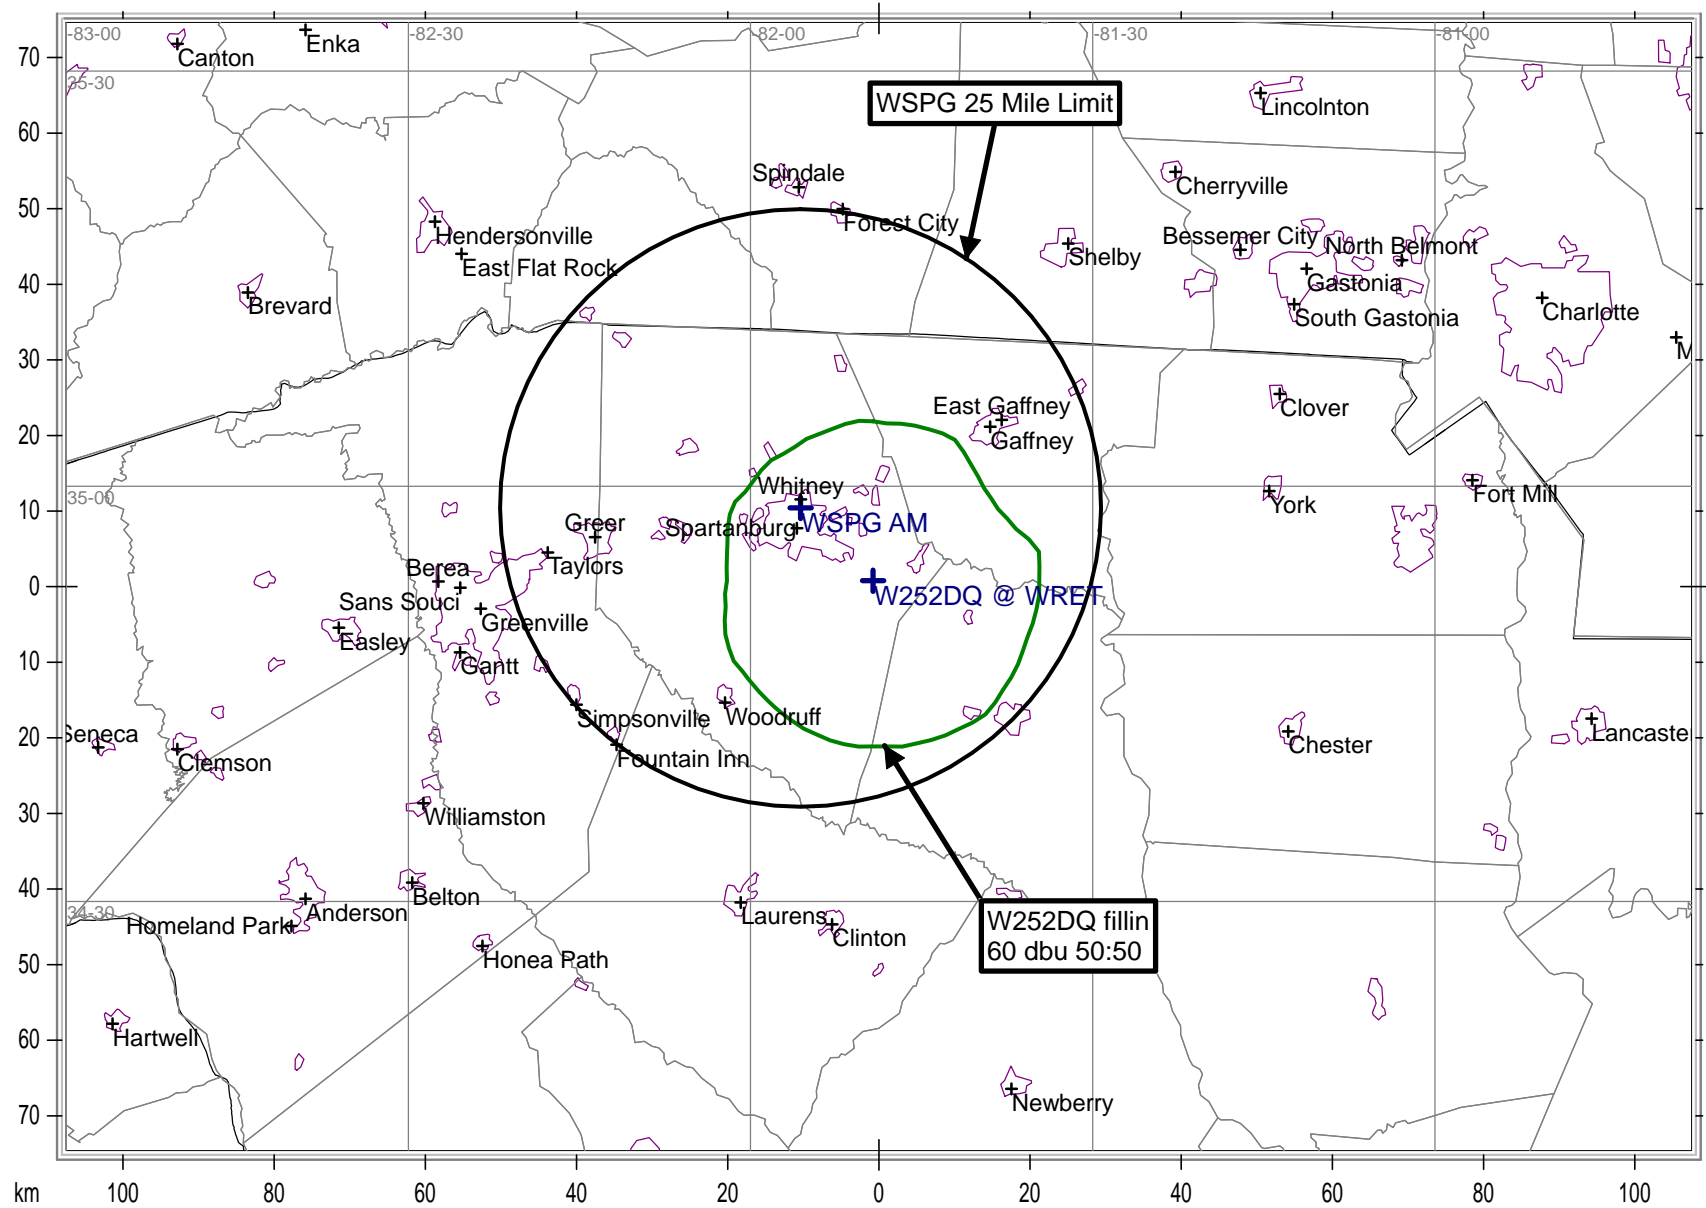 -83-00
-82-30
-82-00
-81-30
-81-00
Enka
Canton
70
35-30
WSPG 25 Mile Limit
Lincolnton
60
Spindale
Cherryville
50
Forest City
Hendersonville
Bessemer City
North Belmont
Shelby
East Flat Rock
40
Gastonia
Brevard
Charlotte
South Gastonia
M
30
East Gaffney
Clover
20
Gaffney
Whitney
35-00
Fort Mill
York
10
Greer
Spartanburg
WSPG AM
Taylors
Berea
0
W252DQ @ WRET
Sans Souci
Greenville
Easley
10
Gantt
Simpsonville
Woodruff
20
Seneca
Lancaste
Chester
Fountain Inn
Clemson
30
Williamston
40
Belton
34-30
Anderson
Laurens
W252DQ fillin
60 dbu 50:50
Homeland Park
Clinton
50
Honea Path
60
Hartwell
Newberry
70
km
100
80
60
40
20
0
20
40
60
80
100